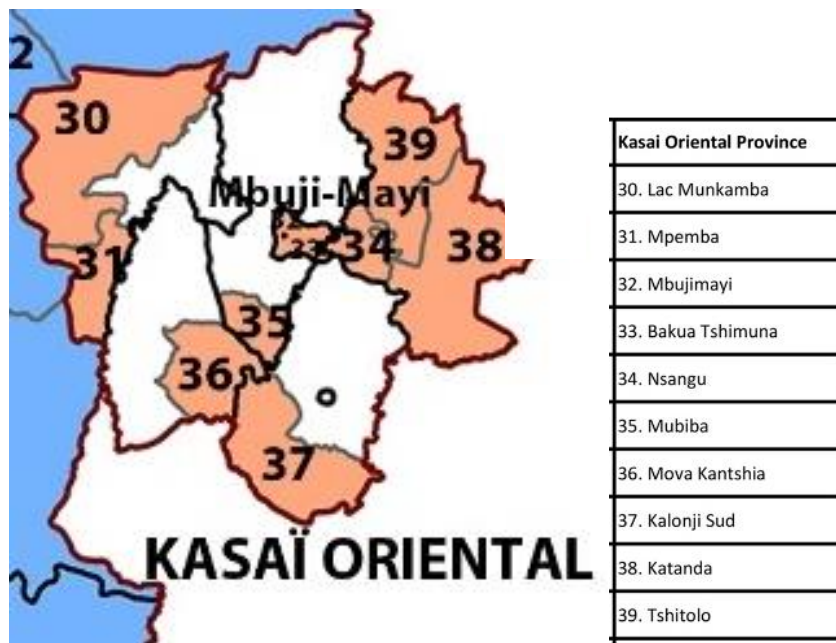 2
30
39
Mbuji-Mayi
31
33
34
38
35
36
37
KASAÏ ORIENTAL
Kasai Oriental Province
30. Lac Munkamba
31. Mpemba
32. Mbujimayi
33. Bakua Tshimuna
34. Nsangu
35. Mubiba
36. Mova Kantshia
37. Kalonji Sud
38. Katanda
39. Tshitolo